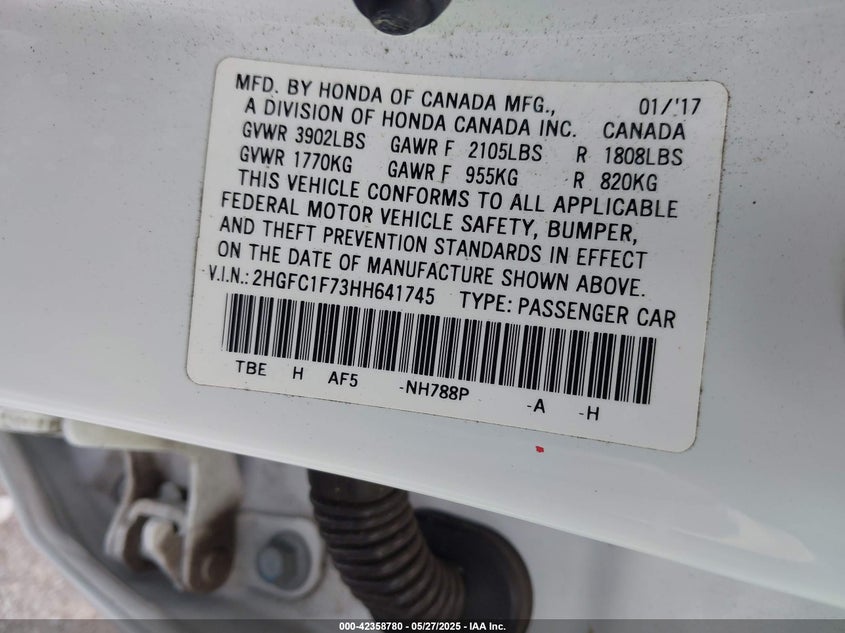 MFD. BY HONDA OF CANADA MFG., 01/'17
A DIVISION OF HONDA CANADA INC. CANADA
GVWR 3902LBS GAWR F 2105LBS R 1808LBS
GVWR 1770KG GAWR F 955KG R 820KG
THIS VEHICLE CONFORMS TO ALL APPLICABLE
FEDERAL MOTOR VEHICLE SAFETY, BUMPER,
AND THEFT PREVENTION STANDARDS IN EFFECT
ON THE DATE OF MANUFACTURE SHOWN ABOVE.
V.I.N.: 2HGFC1F73HH641745 TYPE: PASSENGER CAR
TBE H AF5 -NH788P -A -H
000-42358780 - 05/27/2025 - IAA Inc.